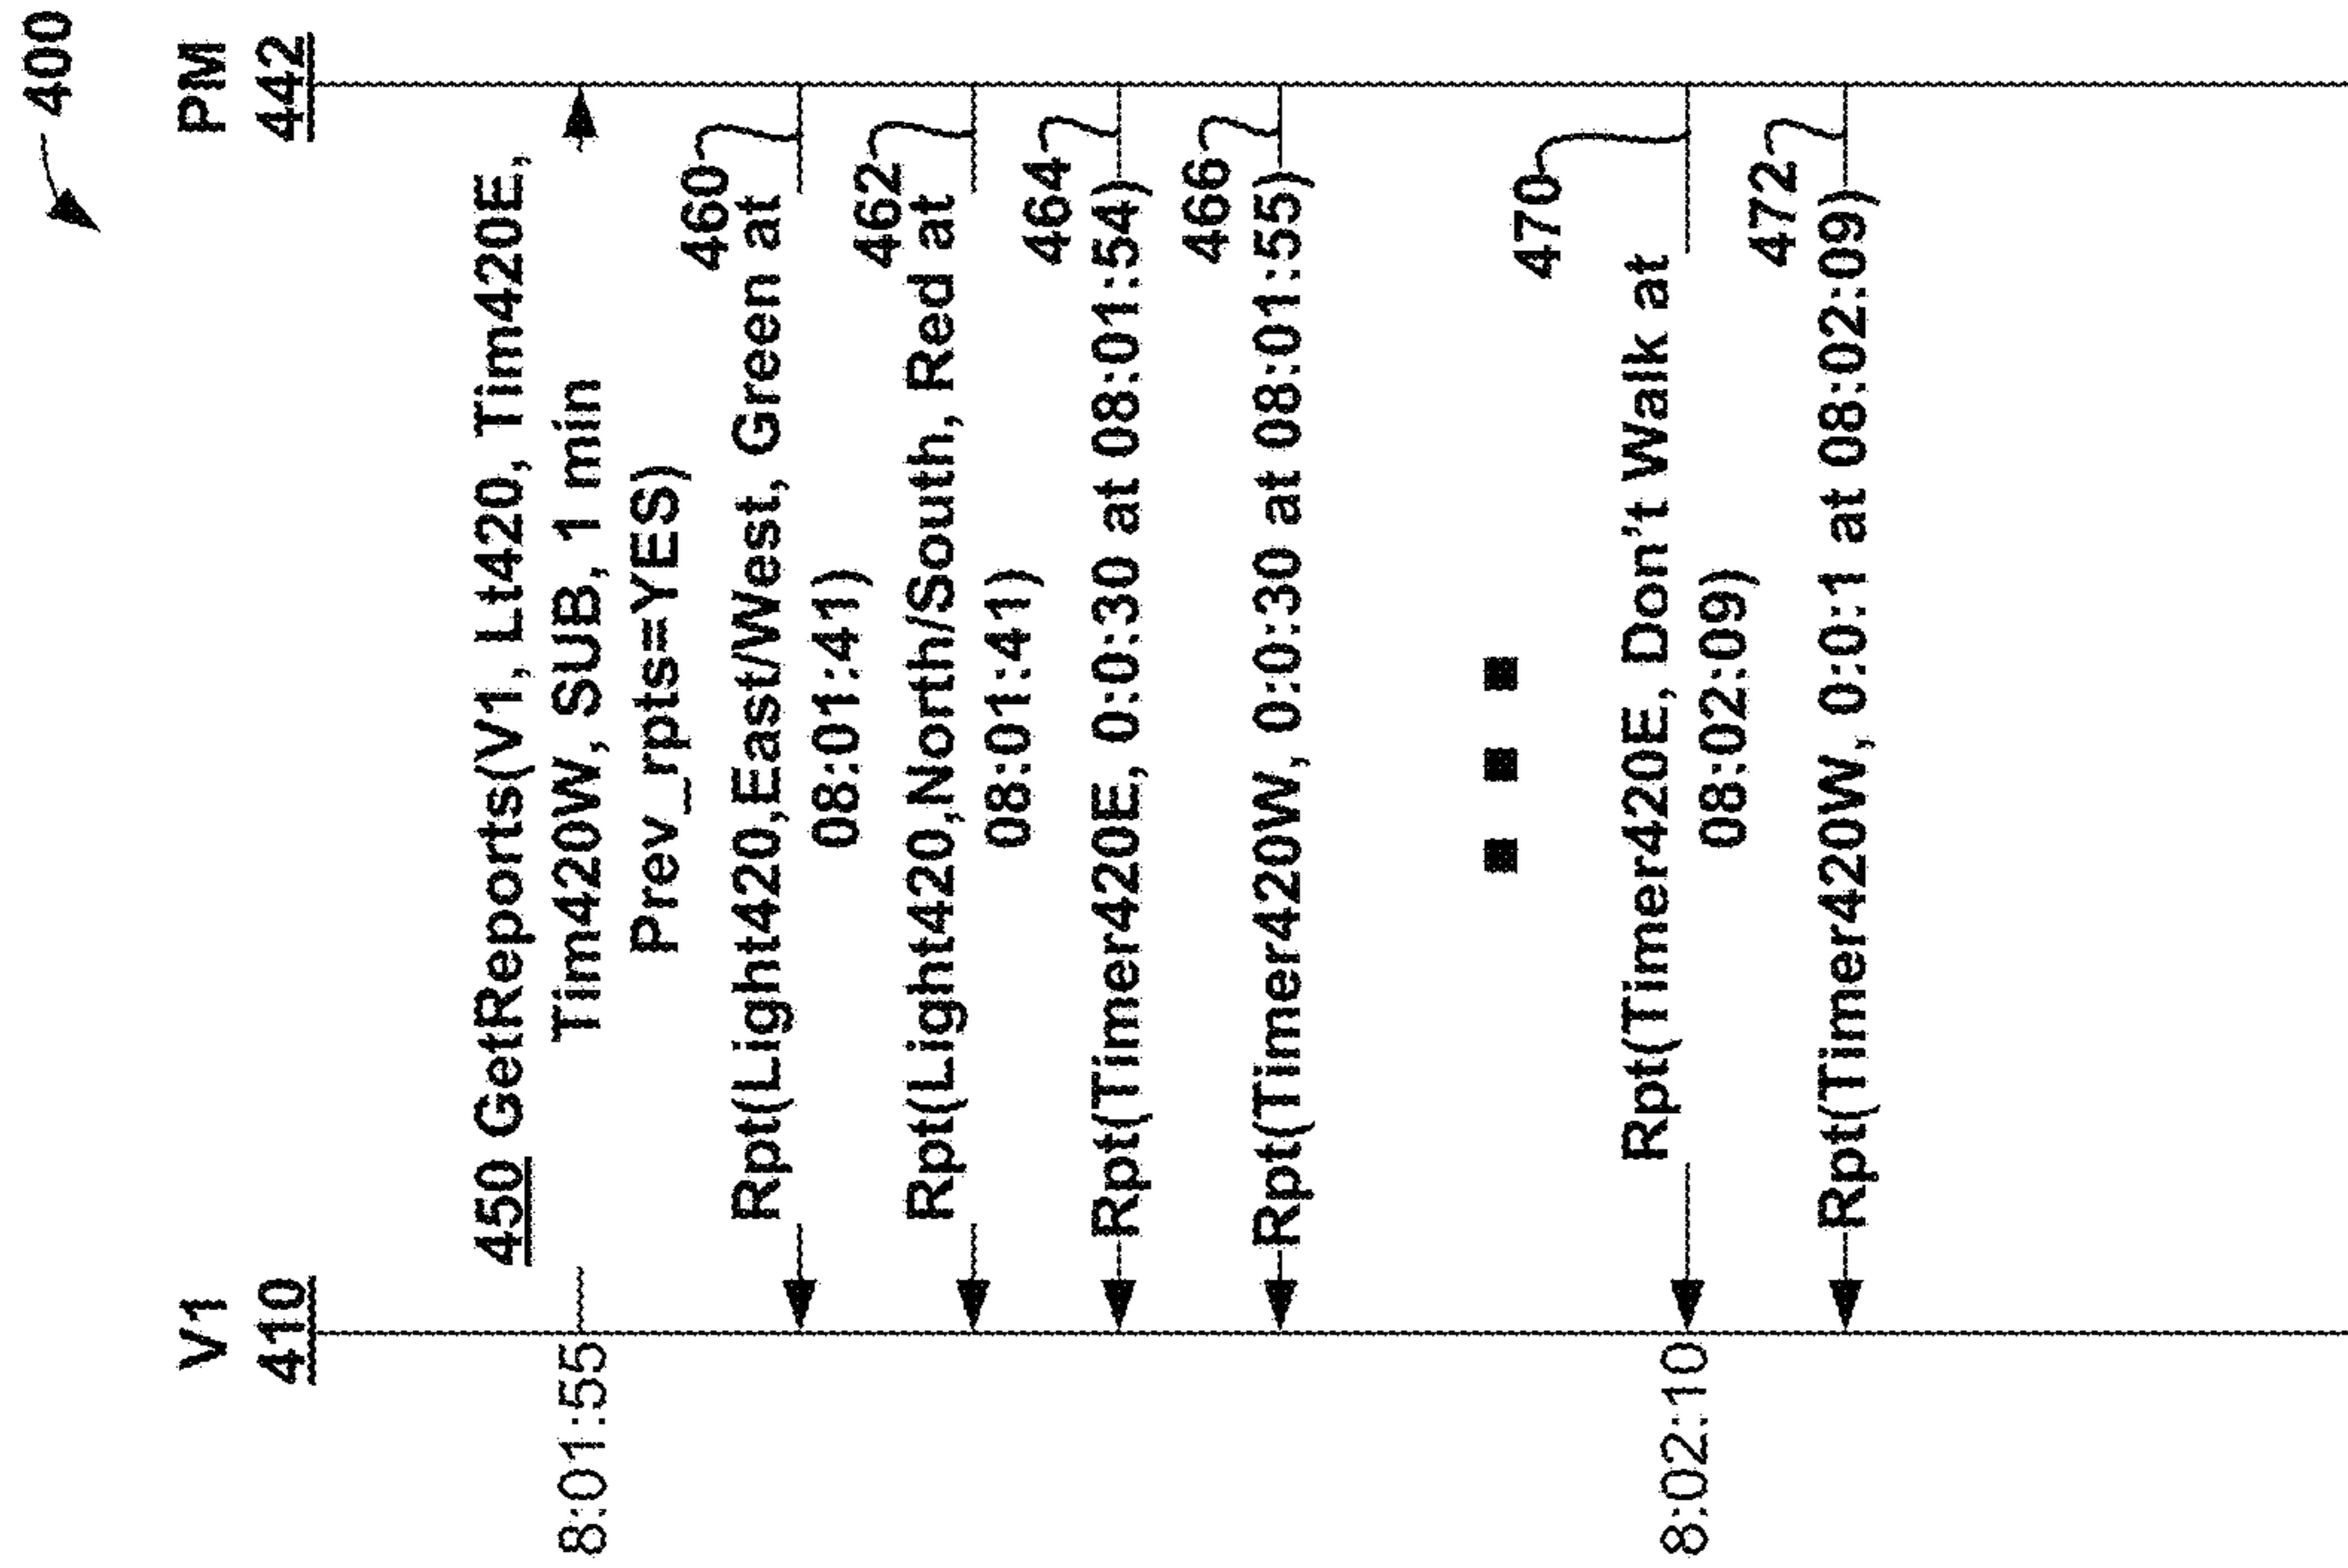 400
V1
410
PM
442
8:01:55
450 GetReports(V1, Lt420, Tim420E,
Tim420W, SUB, 1 min
Prev_rpts=YES)
460
Rpt(Light420,East/West, Green at
08:01:41)
462
Rpt(Light420,North/South, Red at
08:01:41)
464
Rpt(Timer420E, 0:0:30 at 08:01:54)
466
Rpt(Timer420W, 0:0:30 at 08:01:55)
470
8:02:10
Rpt(Timer420E, Don't Walk at
08:02:09)
472
Rpt(Timer420W, 0:0:1 at 08:02:09)